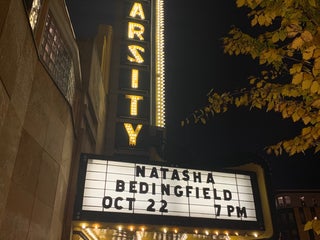 ARSITY
NATASHA
BEDINGFIELD
OCT 22 7PM